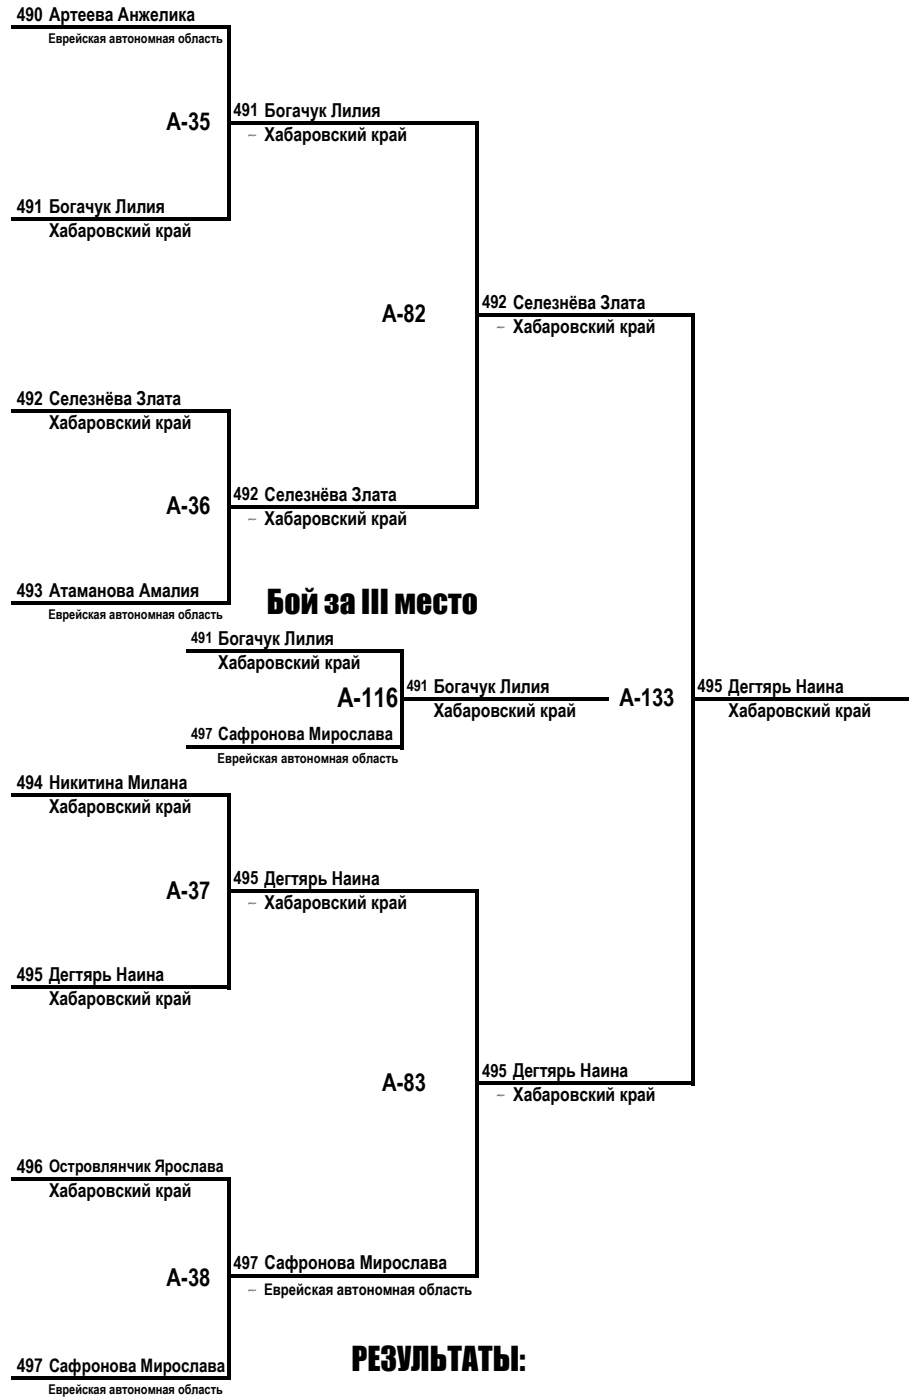 490 Артеева Анжелика
Еврейская автономная область
А-35
491 Богачук Лилия
– Хабаровский край
491 Богачук Лилия
Хабаровский край
А-82
492 Селезнёва Злата
– Хабаровский край
492 Селезнёва Злата
Хабаровский край
А-36
492 Селезнёва Злата
– Хабаровский край
493 Атаманова Амалия
Еврейская автономная область
Бой за III место
491 Богачук Лилия
Хабаровский край
А-116
491 Богачук Лилия
Хабаровский край
А-133
495 Дегтярь Наина
Хабаровский край
497 Сафронова Мирослава
Еврейская автономная область
494 Никитина Милана
Хабаровский край
А-37
495 Дегтярь Наина
– Хабаровский край
495 Дегтярь Наина
Хабаровский край
А-83
495 Дегтярь Наина
– Хабаровский край
496 Островлянчик Ярослава
Хабаровский край
А-38
497 Сафронова Мирослава
– Еврейская автономная область
РЕЗУЛЬТАТЫ:
497 Сафронова Мирослава
Еврейская автономная область